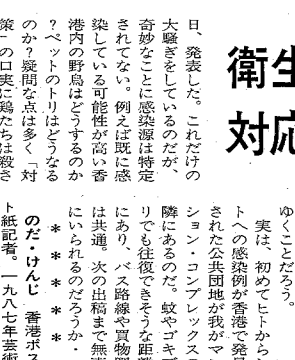 衛生
対応
日、発表した。これだけの
大騒ぎをしているのだが、
奇妙なことに感染源は特定
されてない。例えば既に感
染している可能性が高い香
港内の野鳥はどうするのか
?ペットのトリはどうなる
のか?疑問な点は多く「対
策」の口実に鶏たちは殺さ
ゆくことだろう。
実は、初めてヒトから
トへの感染例が香港で発
された公共団地が我がマン
ション・コンプレックスの
隣にあるのだ。蚊やゴキブ
リでも往復できそうな距離
にあり、バス路線や買物
は共通。次の出稿まで無
にいられるのだろうか・
* * * *
のだ・けんじ 香港ポス
ト紙記者。一九八七年芸術